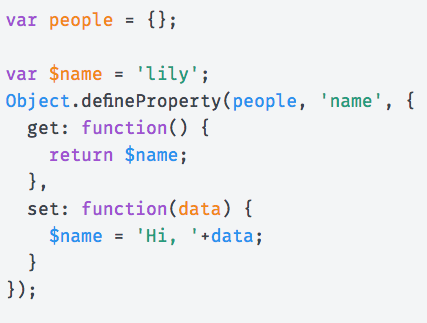 var people = {};

var $name = 'lily';
Object.defineProperty(people, 'name', {
  get: function() {
    return $name;
  },
  set: function(data) {
    $name = 'Hi, '+data;
  }
});